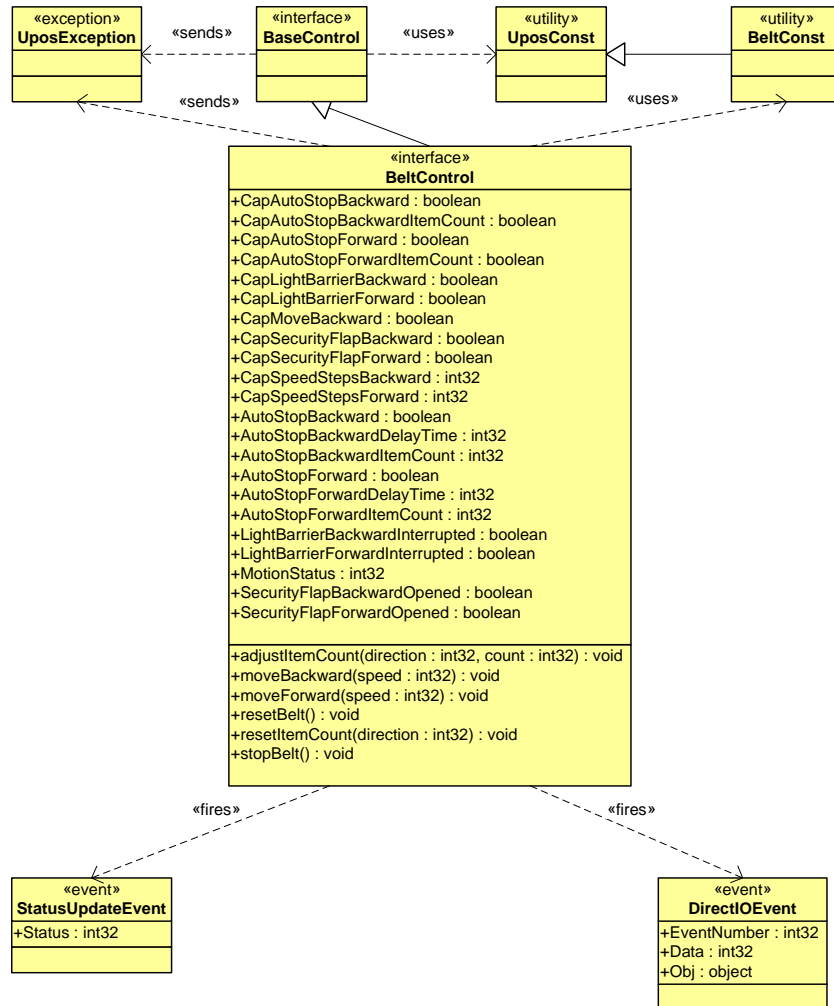 «exception»
UposException
«sends»
«interface»
BaseControl
«uses»
«utility»
UposConst
«utility»
BeltConst
«sends»
«uses»
«interface»
BeltControl
+CapAutoStopBackward : boolean
+CapAutoStopBackwardItemCount : boolean
+CapAutoStopForward : boolean
+CapAutoStopForwardItemCount : boolean
+CapLightBarrierBackward : boolean
+CapLightBarrierForward : boolean
+CapMoveBackward : boolean
+CapSecurityFlapBackward : boolean
+CapSecurityFlapForward : boolean
+CapSpeedStepsBackward : int32
+CapSpeedStepsForward : int32
+AutoStopBackward : boolean
+AutoStopBackwardDelayTime : int32
+AutoStopBackwardItemCount : int32
+AutoStopForward : boolean
+AutoStopForwardDelayTime : int32
+AutoStopForwardItemCount : int32
+LightBarrierBackwardInterrupted : boolean
+LightBarrierForwardInterrupted : boolean
+MotionStatus : int32
+SecurityFlapBackwardOpened : boolean
+SecurityFlapForwardOpened : boolean
+adjustItemCount(direction : int32, count : int32) : void
+moveBackward(speed : int32) : void
+moveForward(speed : int32) : void
+resetBelt() : void
+resetItemCount(direction : int32) : void
+stopBelt() : void
«fires»
«fires»
«event»
StatusUpdateEvent
+Status : int32
«event»
DirectIOEvent
+EventNumber : int32
+Data : int32
+Obj : object